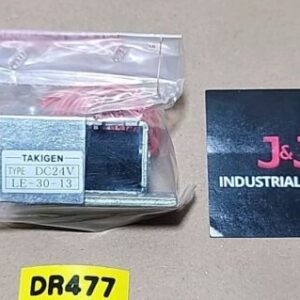 TAKIGEN
TYPE DC24V
LE-30-13
J&
INDUSTRIAL
DR477